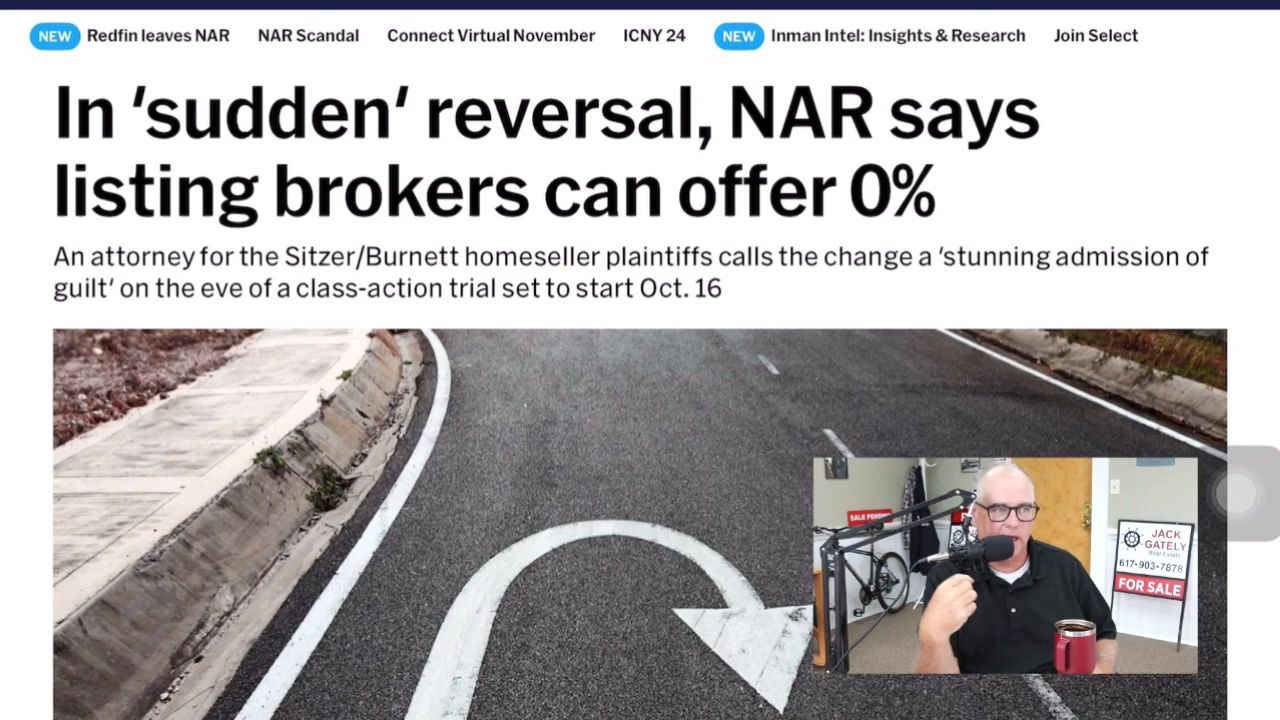 NEW Redfin leaves NAR NAR Scandal Connect Virtual November ICNY 24 NEW Inman Intel: Insights & Research Join Select
In 'sudden' reversal, NAR says
listing brokers can offer 0%
An attorney for the Sitzer/Burnett homeseller plaintiffs calls the change a 'stunning admission of
guilt' on the eve of a class-action trial set to start Oct. 16
SALE PENDING
JACK
GATELY
Real Estate
617-903-7878
FOR SALE